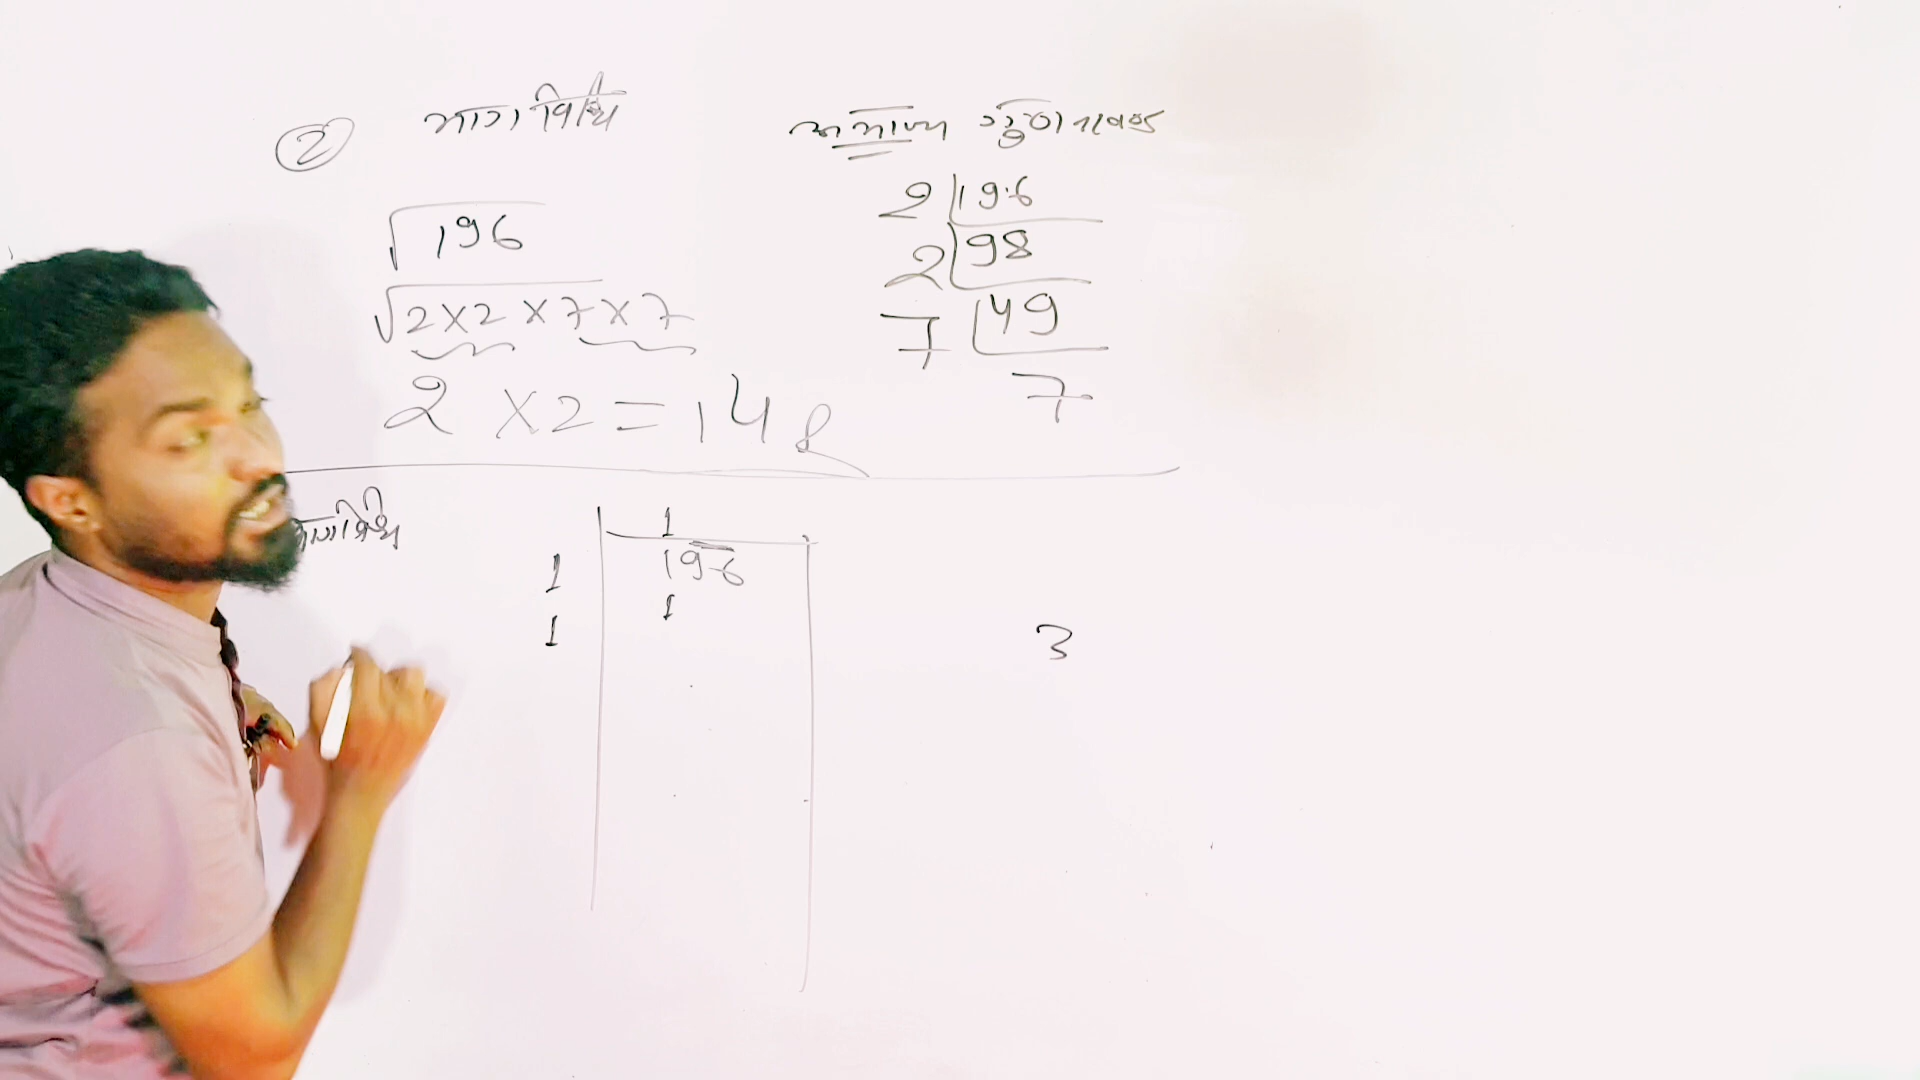 2 भाग विधि
√196
√2×2×7×7
2 ×2 = 14
अभाज्य गुणनखण्ड
2 | 196
2 | 98
7 | 49
7
भागविधि
1
1 | 196
1
1
3